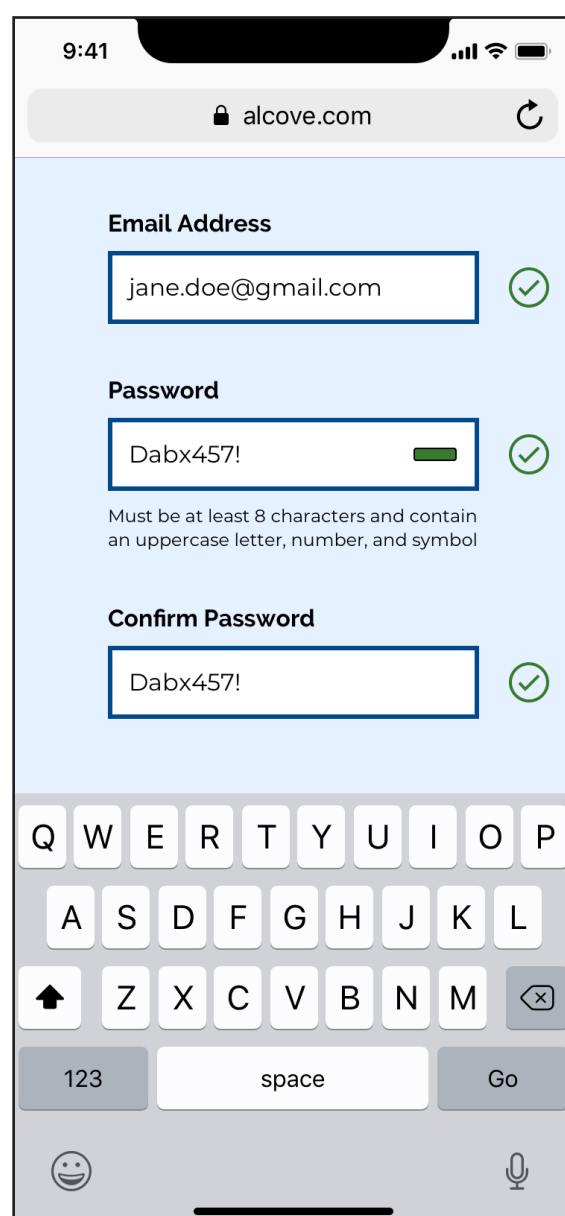 9:41
alcove.com
Email Address
jane.doe@gmail.com
Password
Dabx457!
Must be at least 8 characters and contain
an uppercase letter, number, and symbol
Confirm Password
Dabx457!
Q W E R T Y U I O P
A S D F G H J K L
Z X C V B N M
123 space Go